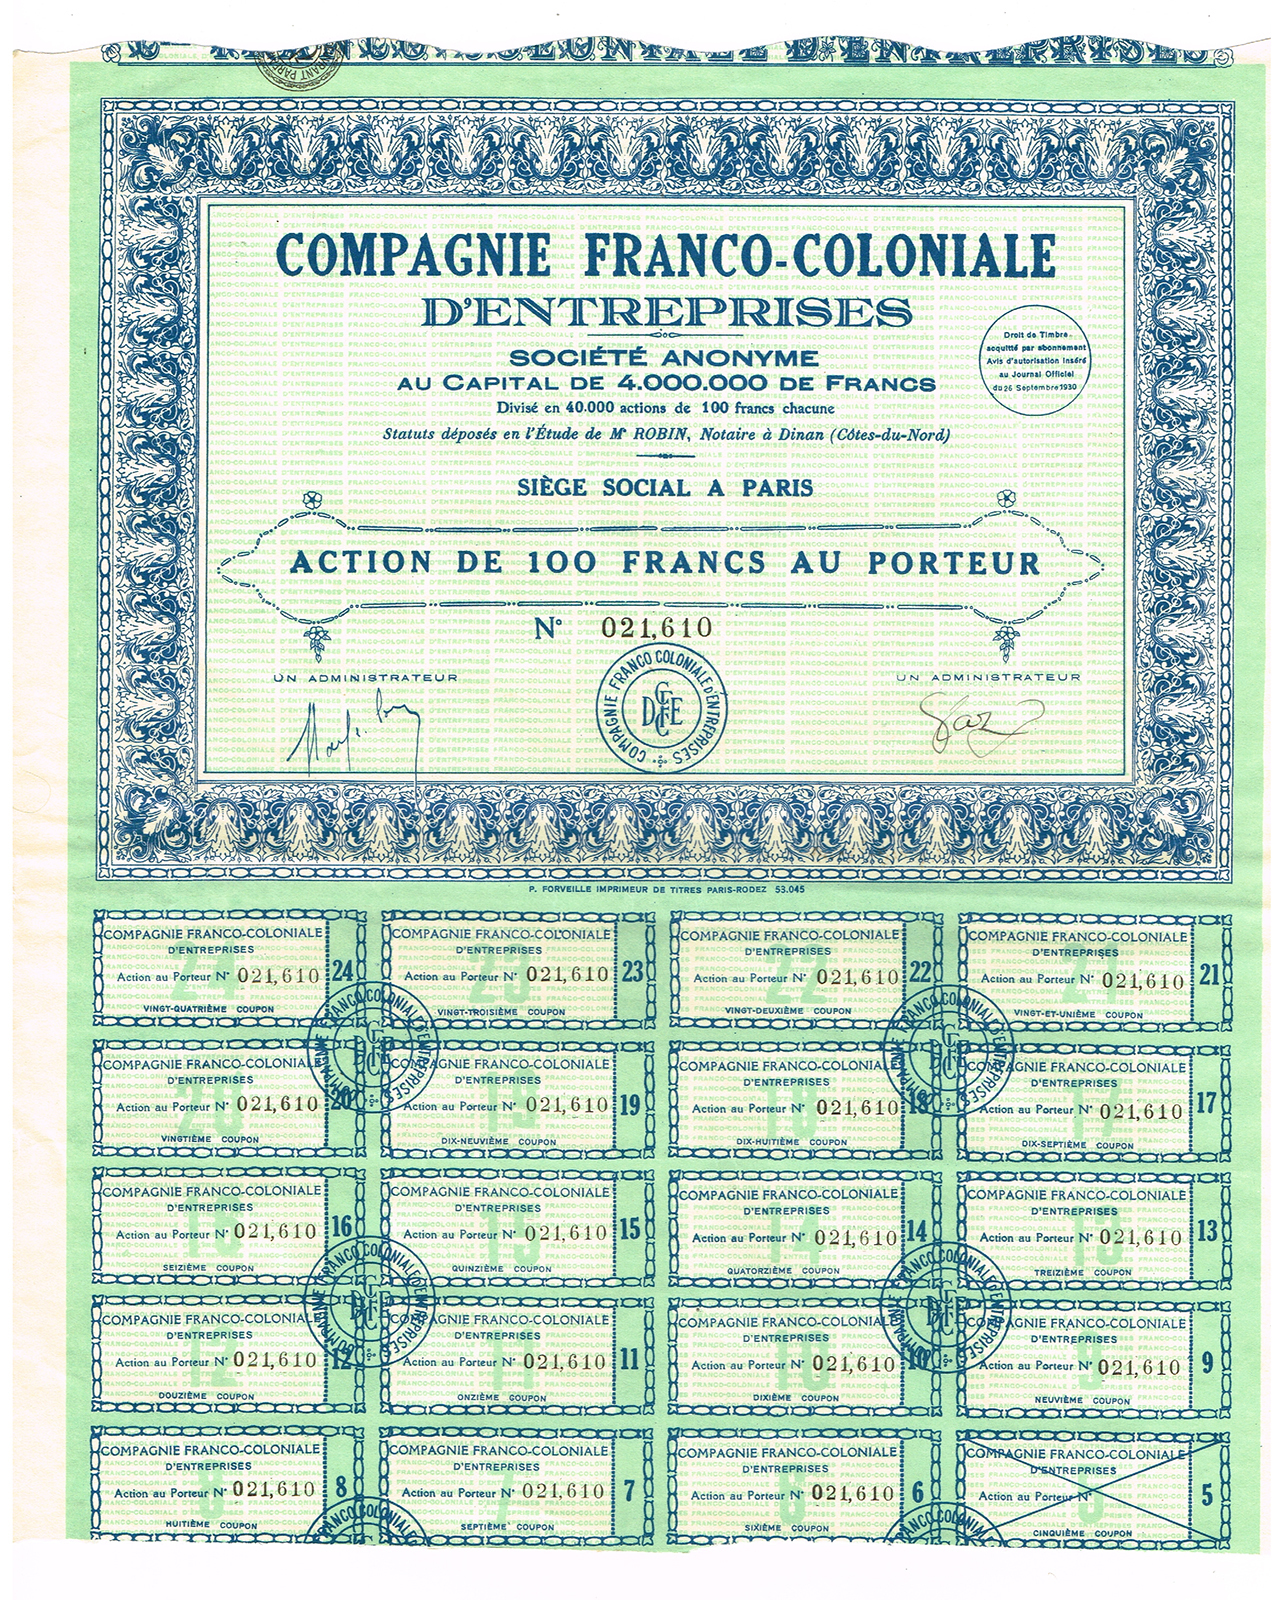 Cie FRANCO-COLONIALE D'ENTREPRISES
COMPAGNIE FRANCO-COLONIALE
D'ENTREPRISES
SOCIÉTÉ ANONYME
AU CAPITAL DE 4.000.000 DE FRANCS
Divisé en 40.000 actions de 100 francs chacune
Statuts déposés en l'Étude de Me ROBIN, Notaire à Dinan (Côtes-du-Nord)
Droit de Timbre
acquitté par abonnement
Avis d'autorisation inséré
au Journal Officiel
du 26 Septembre 1930
SIÈGE SOCIAL A PARIS
ACTION DE 100 FRANCS AU PORTEUR
N° 021,610
UN ADMINISTRATEUR
COMPAGNIE FRANCO COLONIALE D'ENTREPRISES
UN ADMINISTRATEUR
P. FORVEILLE IMPRIMEUR DE TITRES PARIS-RODEZ 53.045
COMPAGNIE FRANCO-COLONIALE
D'ENTREPRISES
Action au Porteur N° 021,610
24
VINGT-QUATRIÈME COUPON
COMPAGNIE FRANCO-COLONIALE
D'ENTREPRISES
Action au Porteur N° 021,610
23
VINGT-TROISIÈME COUPON
COMPAGNIE FRANCO-COLONIALE
D'ENTREPRISES
Action au Porteur N° 021,610
22
VINGT-DEUXIÈME COUPON
COMPAGNIE FRANCO-COLONIALE
D'ENTREPRISES
Action au Porteur N° 021,610
21
VINGT-ET-UNIÈME COUPON
COMPAGNIE FRANCO-COLONIALE
D'ENTREPRISES
Action au Porteur N° 021,610
20
VINGTIÈME COUPON
COMPAGNIE FRANCO-COLONIALE
D'ENTREPRISES
Action au Porteur N° 021,610
19
DIX-NEUVIÈME COUPON
COMPAGNIE FRANCO-COLONIALE
D'ENTREPRISES
Action au Porteur N° 021,610
18
DIX-HUITIÈME COUPON
COMPAGNIE FRANCO-COLONIALE
D'ENTREPRISES
Action au Porteur N° 021,610
17
DIX-SEPTIÈME COUPON
COMPAGNIE FRANCO-COLONIALE
D'ENTREPRISES
Action au Porteur N° 021,610
16
SEIZIÈME COUPON
COMPAGNIE FRANCO-COLONIALE
D'ENTREPRISES
Action au Porteur N° 021,610
15
QUINZIÈME COUPON
COMPAGNIE FRANCO-COLONIALE
D'ENTREPRISES
Action au Porteur N° 021,610
14
QUATORZIÈME COUPON
COMPAGNIE FRANCO-COLONIALE
D'ENTREPRISES
Action au Porteur N° 021,610
13
TREIZIÈME COUPON
COMPAGNIE FRANCO-COLONIALE
D'ENTREPRISES
Action au Porteur N° 021,610
12
DOUZIÈME COUPON
COMPAGNIE FRANCO-COLONIALE
D'ENTREPRISES
Action au Porteur N° 021,610
11
ONZIÈME COUPON
COMPAGNIE FRANCO-COLONIALE
D'ENTREPRISES
Action au Porteur N° 021,610
10
DIXIÈME COUPON
COMPAGNIE FRANCO-COLONIALE
D'ENTREPRISES
Action au Porteur N° 021,610
9
NEUVIÈME COUPON
COMPAGNIE FRANCO-COLONIALE
D'ENTREPRISES
Action au Porteur N° 021,610
8
HUITIÈME COUPON
COMPAGNIE FRANCO-COLONIALE
D'ENTREPRISES
Action au Porteur N° 021,610
7
SEPTIÈME COUPON
COMPAGNIE FRANCO-COLONIALE
D'ENTREPRISES
Action au Porteur N° 021,610
6
SIXIÈME COUPON
COMPAGNIE FRANCO-COLONIALE
D'ENTREPRISES
Action au Porteur N°
5
CINQUIÈME COUPON